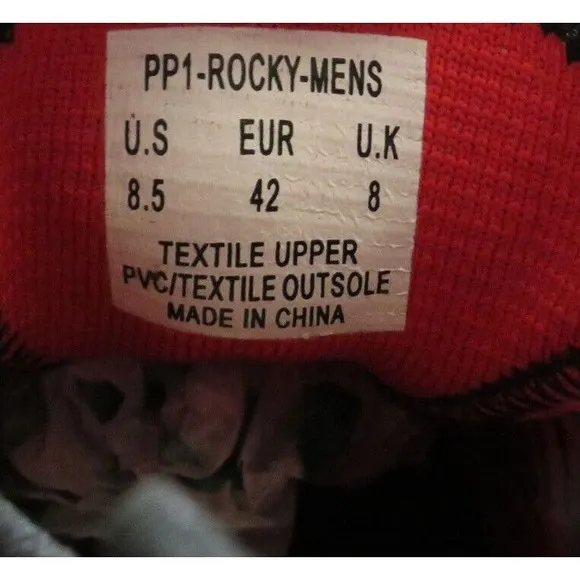 PP1-ROCKY-MENS
U.S EUR U.K
8.5 42 8
TEXTILE UPPER
PVC/TEXTILE OUTSOLE
MADE IN CHINA